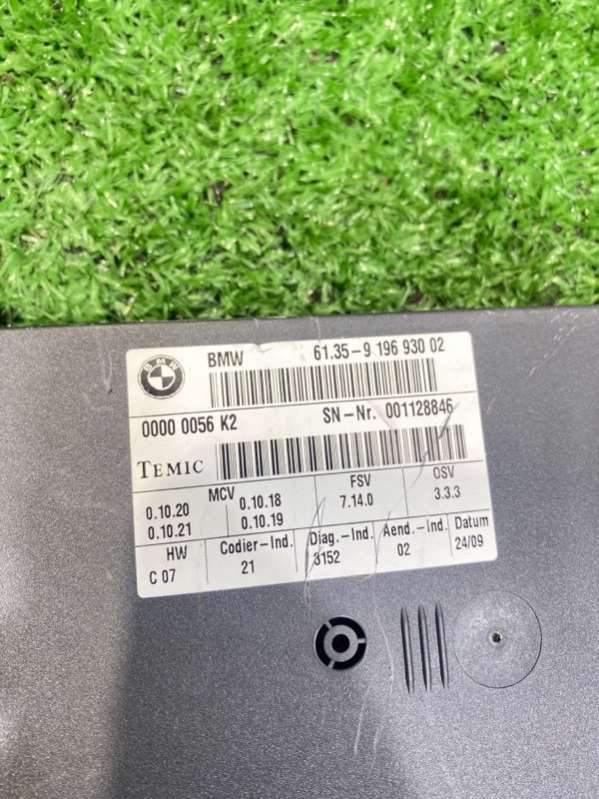 BMW 61.35-9 196 930 02
BMW
0000 0056 K2 SN-Nr. 001128846
TEMIC
MCV FSV OSV
0.10.20 0.10.18 7.14.0 3.3.3
0.10.21 0.10.19
HW Codier-Ind. Diag.-Ind. Aend.-Ind. Datum
C 07 21 3152 02 24/09